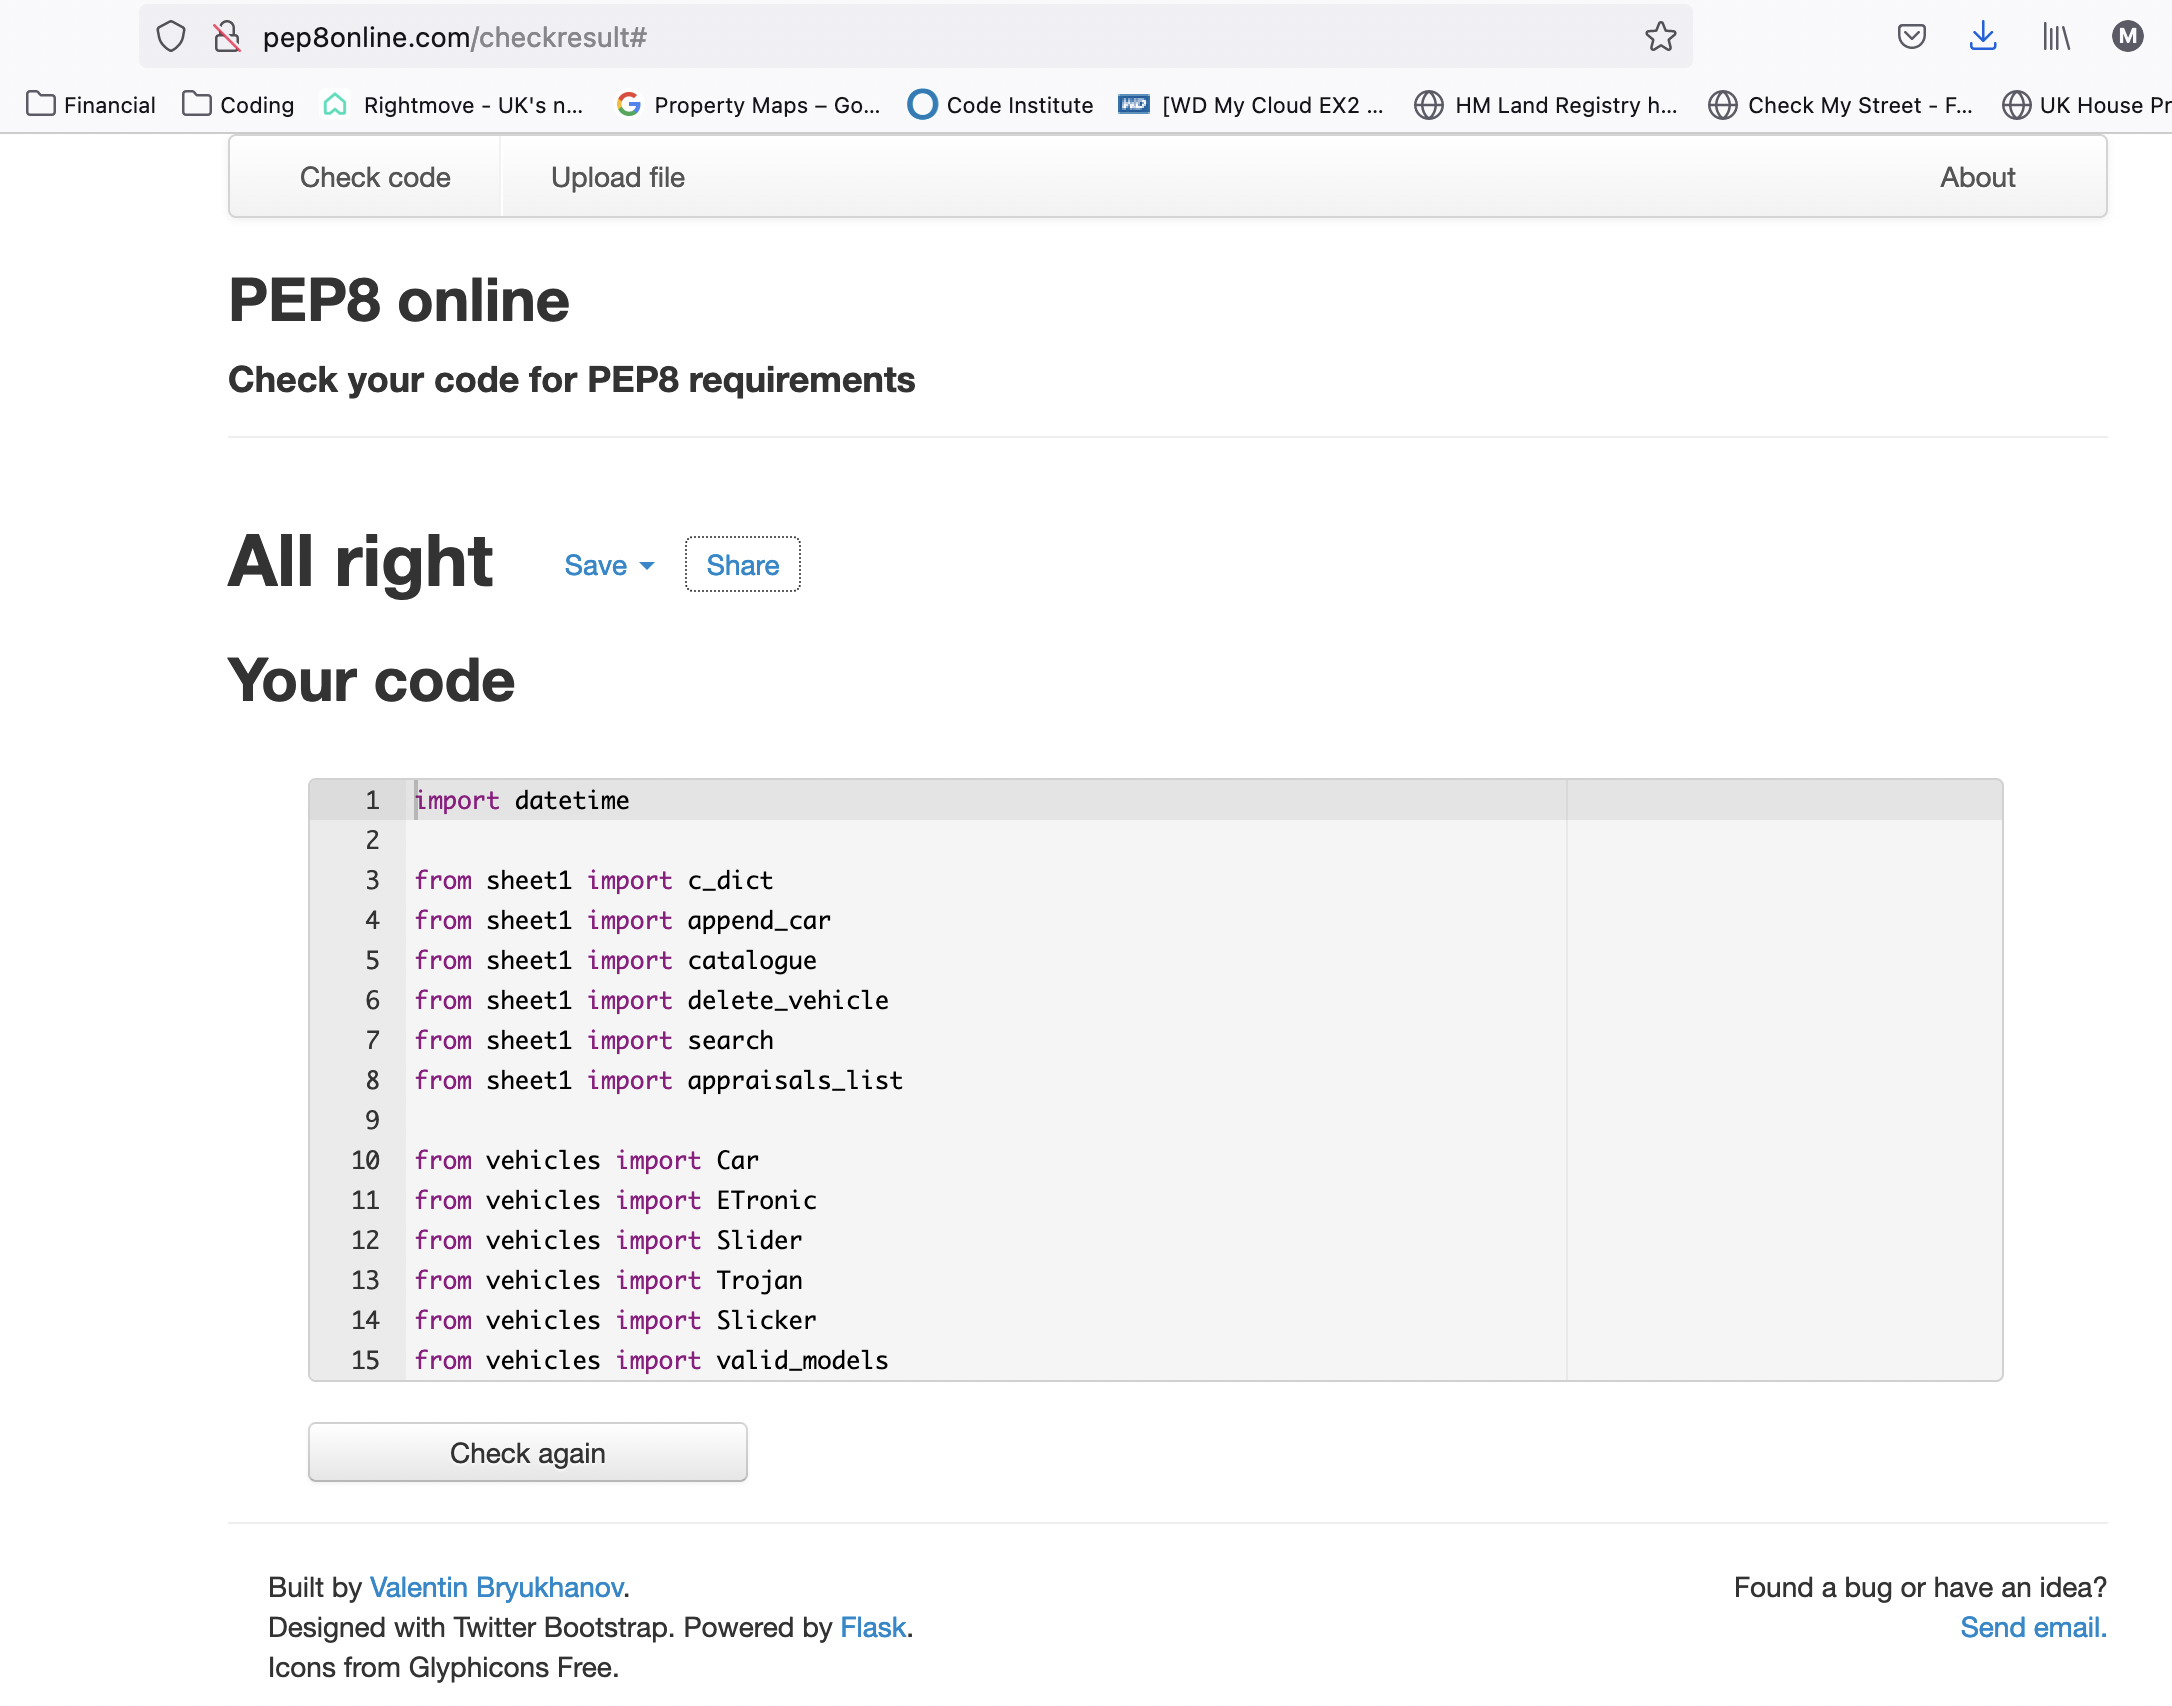 pep8online.com/checkresult#
M
Financial Coding Rightmove - UK's n... Property Maps – Go... Code Institute WD [WD My Cloud EX2 ... HM Land Registry h... Check My Street - F... UK House Pr
Check code Upload file About
PEP8 online
Check your code for PEP8 requirements
All right Save Share
Your code
1 import datetime
2
3 from sheet1 import c_dict
4 from sheet1 import append_car
5 from sheet1 import catalogue
6 from sheet1 import delete_vehicle
7 from sheet1 import search
8 from sheet1 import appraisals_list
9
10 from vehicles import Car
11 from vehicles import ETronic
12 from vehicles import Slider
13 from vehicles import Trojan
14 from vehicles import Slicker
15 from vehicles import valid_models
Check again
Built by Valentin Bryukhanov.
Designed with Twitter Bootstrap. Powered by Flask.
Icons from Glyphicons Free.
Found a bug or have an idea?
Send email.